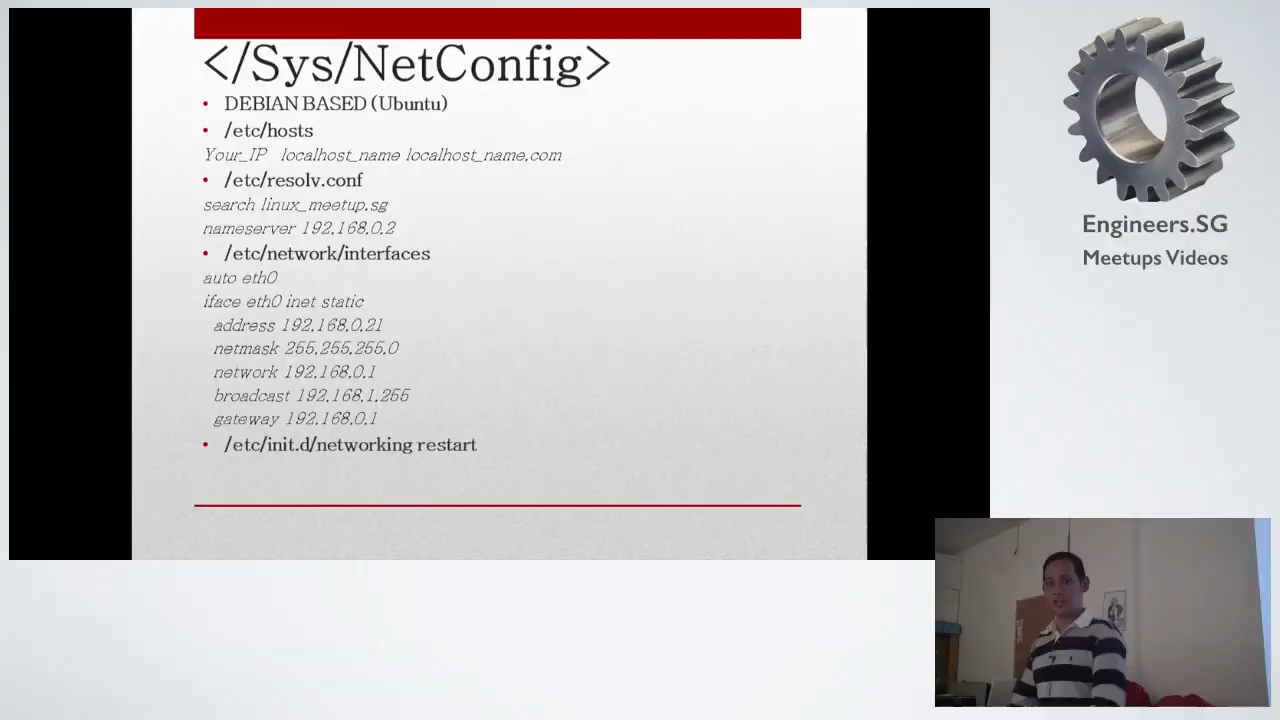 </Sys/NetConfig>
• DEBIAN BASED (Ubuntu)
• /etc/hosts
Your_IP localhost_name localhost_name.com
• /etc/resolv.conf
search linux_meetup.sg
nameserver 192.168.0.2
• /etc/network/interfaces
auto eth0
iface eth0 inet static
address 192.168.0.21
netmask 255.255.255.0
network 192.168.0.1
broadcast 192.168.1.255
gateway 192.168.0.1
• /etc/init.d/networking restart
Engineers.SG
Meetups Videos